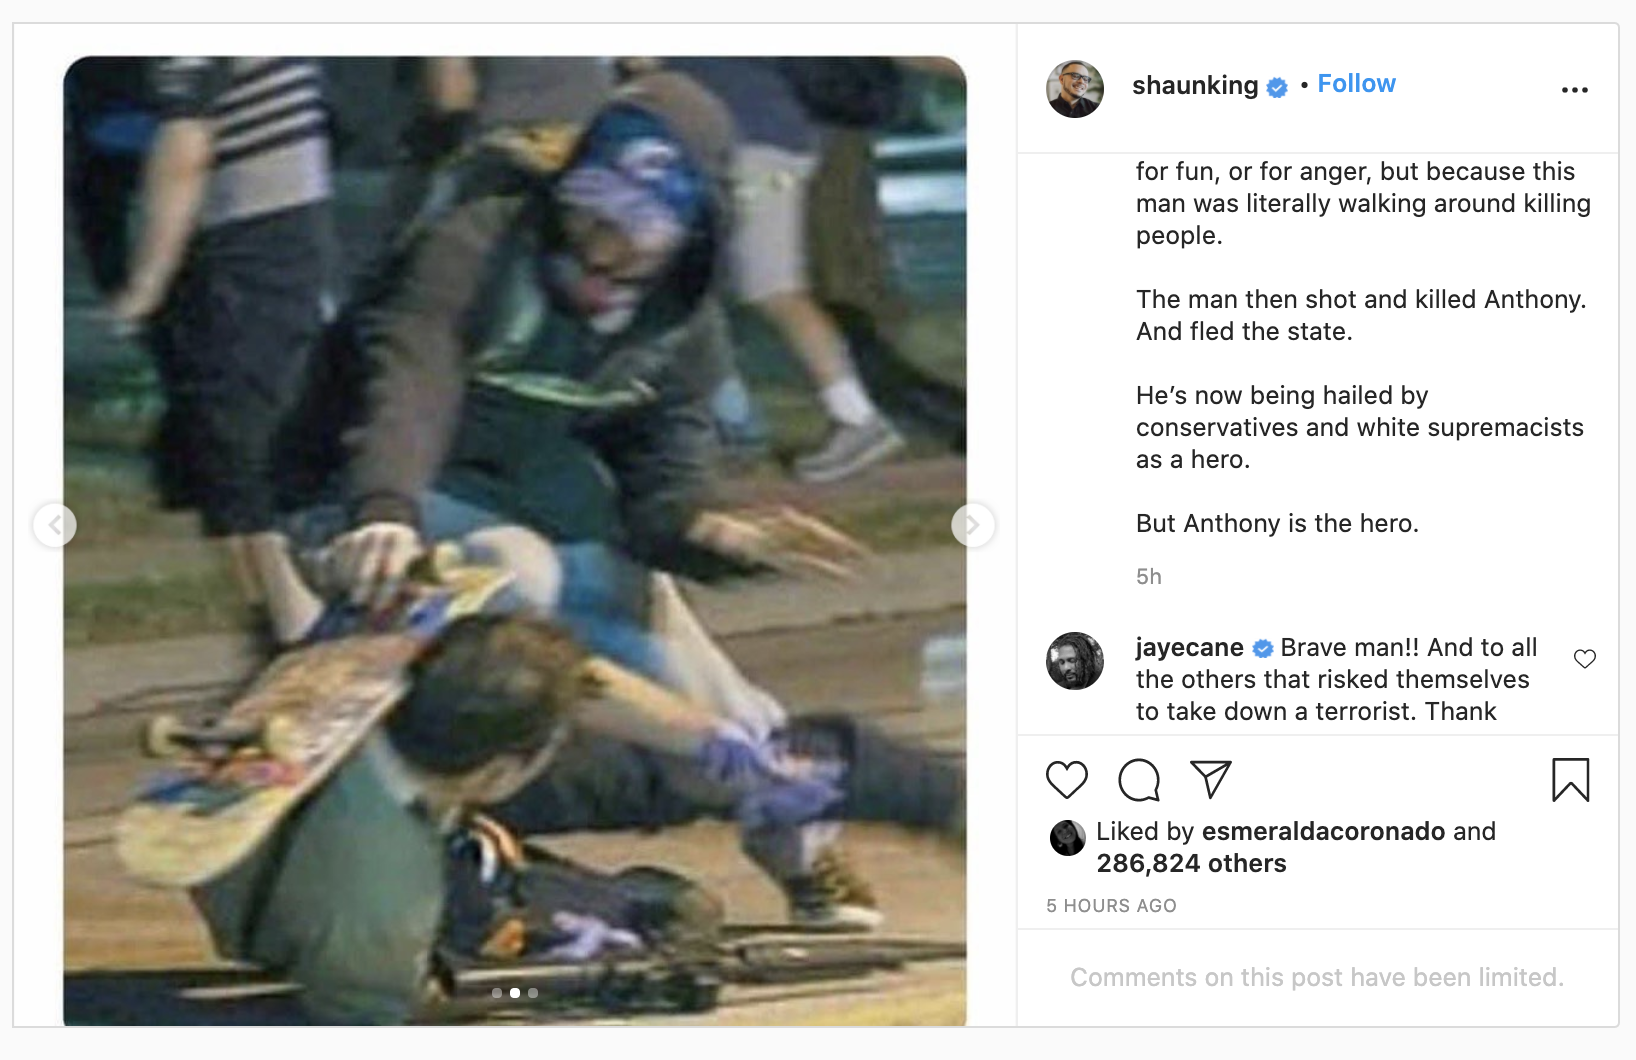 shaunking • Follow
for fun, or for anger, but because this
man was literally walking around killing
people.
The man then shot and killed Anthony.
And fled the state.
He’s now being hailed by
conservatives and white supremacists
as a hero.
But Anthony is the hero.
5h
jayecane Brave man!! And to all
the others that risked themselves
to take down a terrorist. Thank
Liked by esmeraldacoronado and
286,824 others
5 HOURS AGO
Comments on this post have been limited.